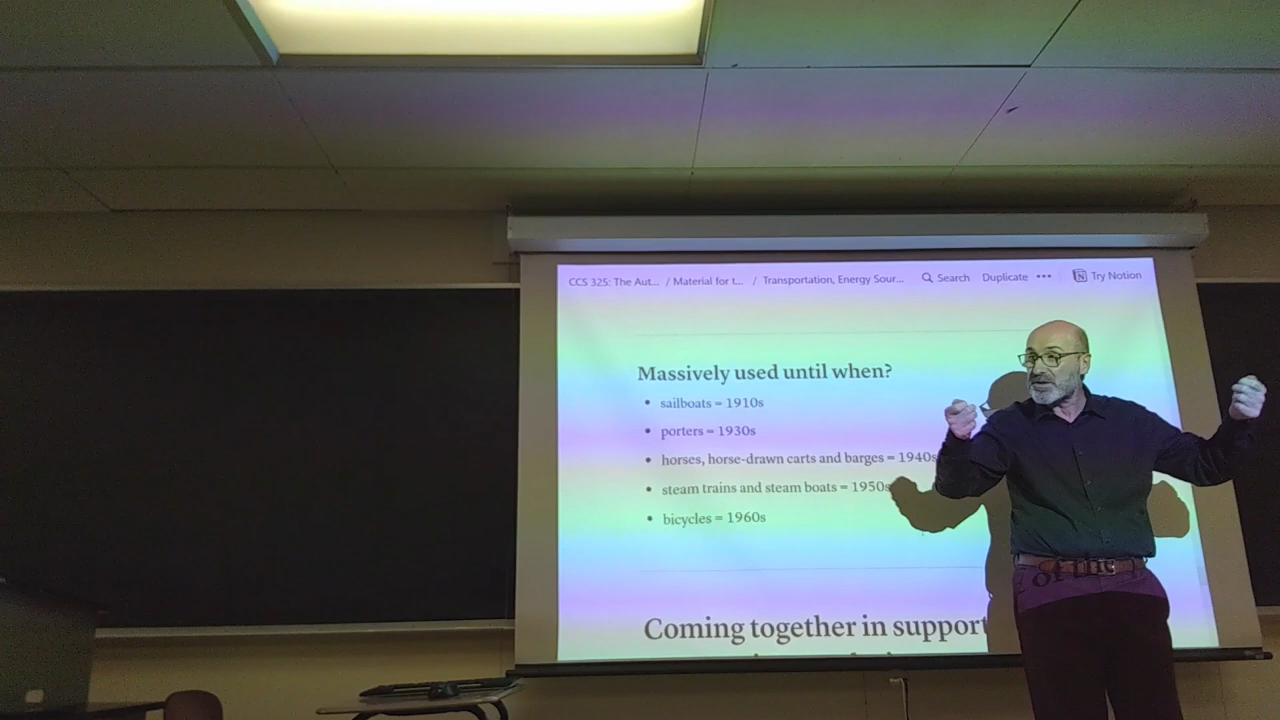 CCS 325: The Aut... / Material for t... / Transportation, Energy Sour... Search Duplicate ••• Try Notion
Massively used until when?
• sailboats = 1910s
• porters = 1930s
• horses, horse-drawn carts and barges = 1940s
• steam trains and steam boats = 1950s
• bicycles = 1960s
Coming together in support
of the